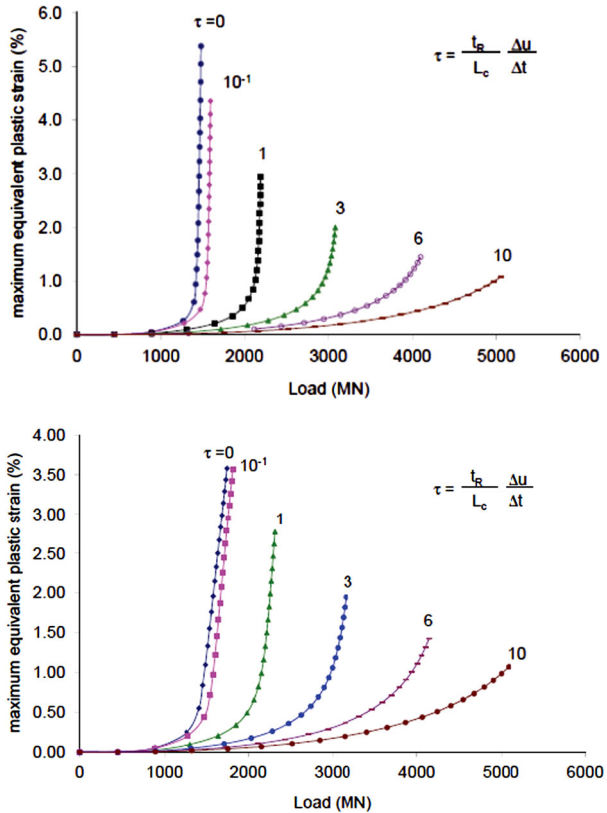 6.0
5.0
4.0
3.0
2.0
1.0
0.0
maximum equivalent plastic strain (%)
τ =0
10⁻¹
1
3
6
10
τ = t_R Δu
L_c Δt
0 1000 2000 3000 4000 5000 6000
Load (MN)
4.00
3.50
3.00
2.50
2.00
1.50
1.00
0.50
0.00
maximum equivalent plastic strain (%)
τ =0
10⁻¹
1
3
6
10
τ = t_R Δu
L_c Δt
0 1000 2000 3000 4000 5000 6000
Load (MN)